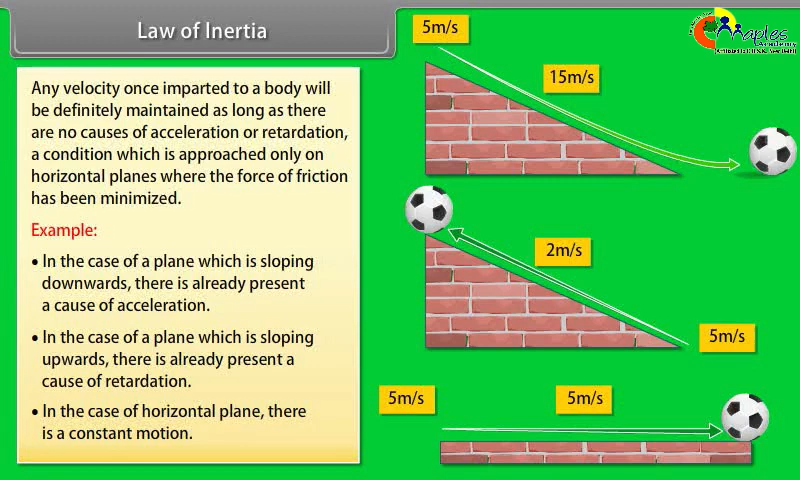 Law of Inertia
Any velocity once imparted to a body will
be definitely maintained as long as there
are no causes of acceleration or retardation,
a condition which is approached only on
horizontal planes where the force of friction
has been minimized.
Example:
• In the case of a plane which is sloping
downwards, there is already present
a cause of acceleration.
• In the case of a plane which is sloping
upwards, there is already present a
cause of retardation.
• In the case of horizontal plane, there
is a constant motion.
5m/s
15m/s
2m/s
5m/s
5m/s
5m/s
maples
Academy